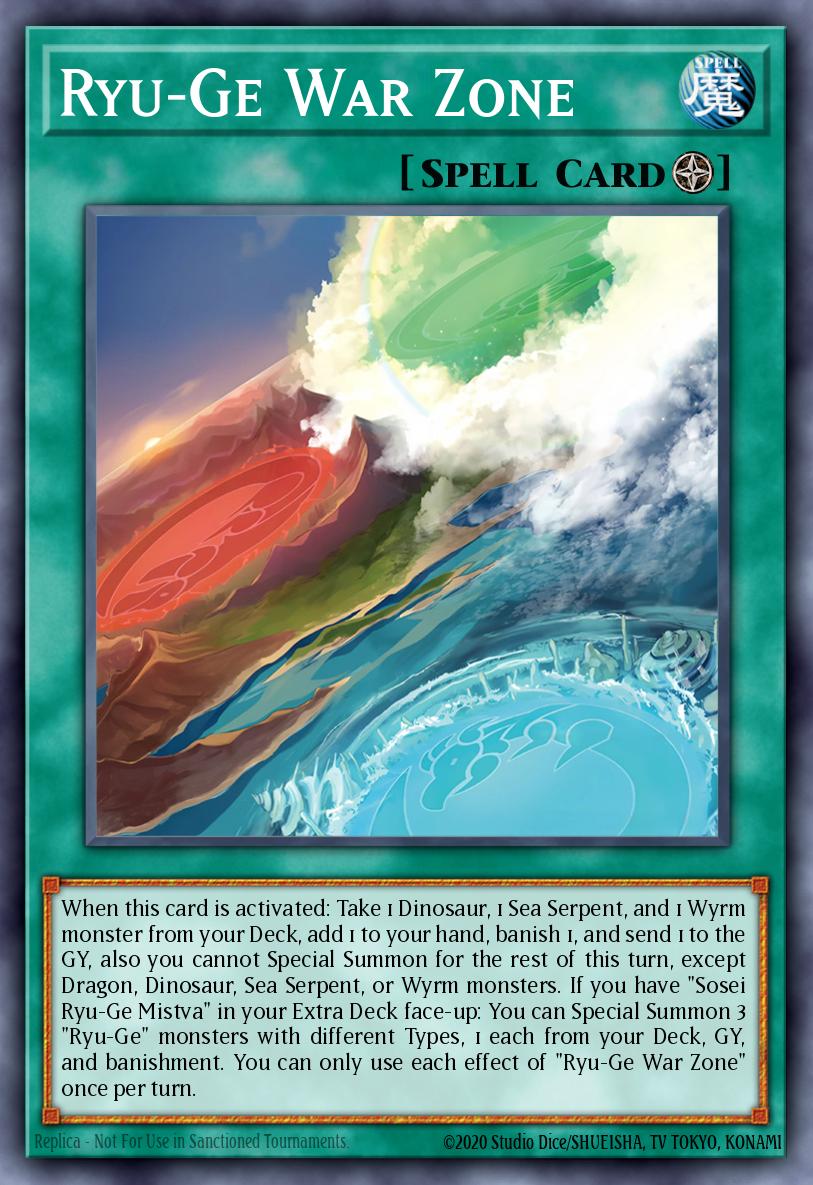 Ryu-Ge War Zone
SPELL
魔
[Spell Card]
When this card is activated: Take 1 Dinosaur, 1 Sea Serpent, and 1 Wyrm
monster from your Deck, add 1 to your hand, banish 1, and send 1 to the
GY, also you cannot Special Summon for the rest of this turn, except
Dragon, Dinosaur, Sea Serpent, or Wyrm monsters. If you have "Sosei
Ryu-Ge Mistva" in your Extra Deck face-up: You can Special Summon 3
"Ryu-Ge" monsters with different Types, 1 each from your Deck, GY,
and banishment. You can only use each effect of "Ryu-Ge War Zone"
once per turn.
Replica - Not For Use in Sanctioned Tournaments.
©2020 Studio Dice/SHUEISHA, TV TOKYO, KONAMI